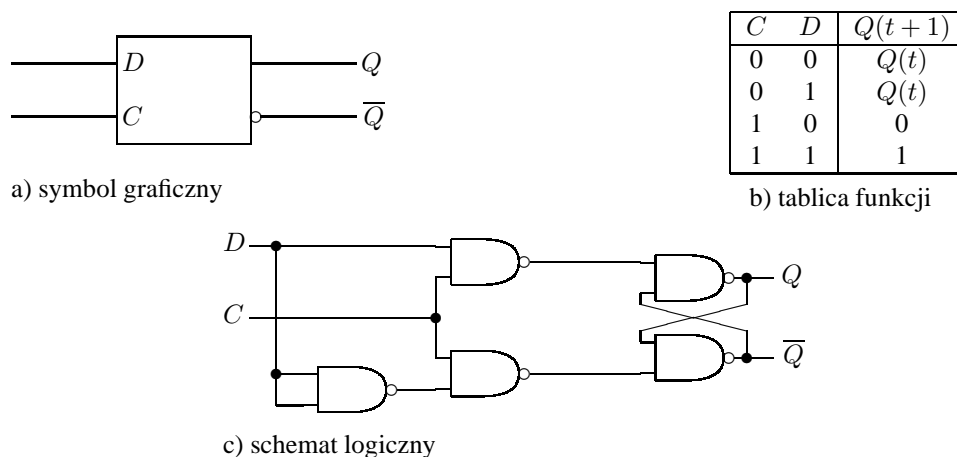 D Q
C Q̅
a) symbol graficzny
C D Q(t + 1)
0 0 Q(t)
0 1 Q(t)
1 0 0
1 1 1
b) tablica funkcji
D
C
Q
Q̅
c) schemat logiczny